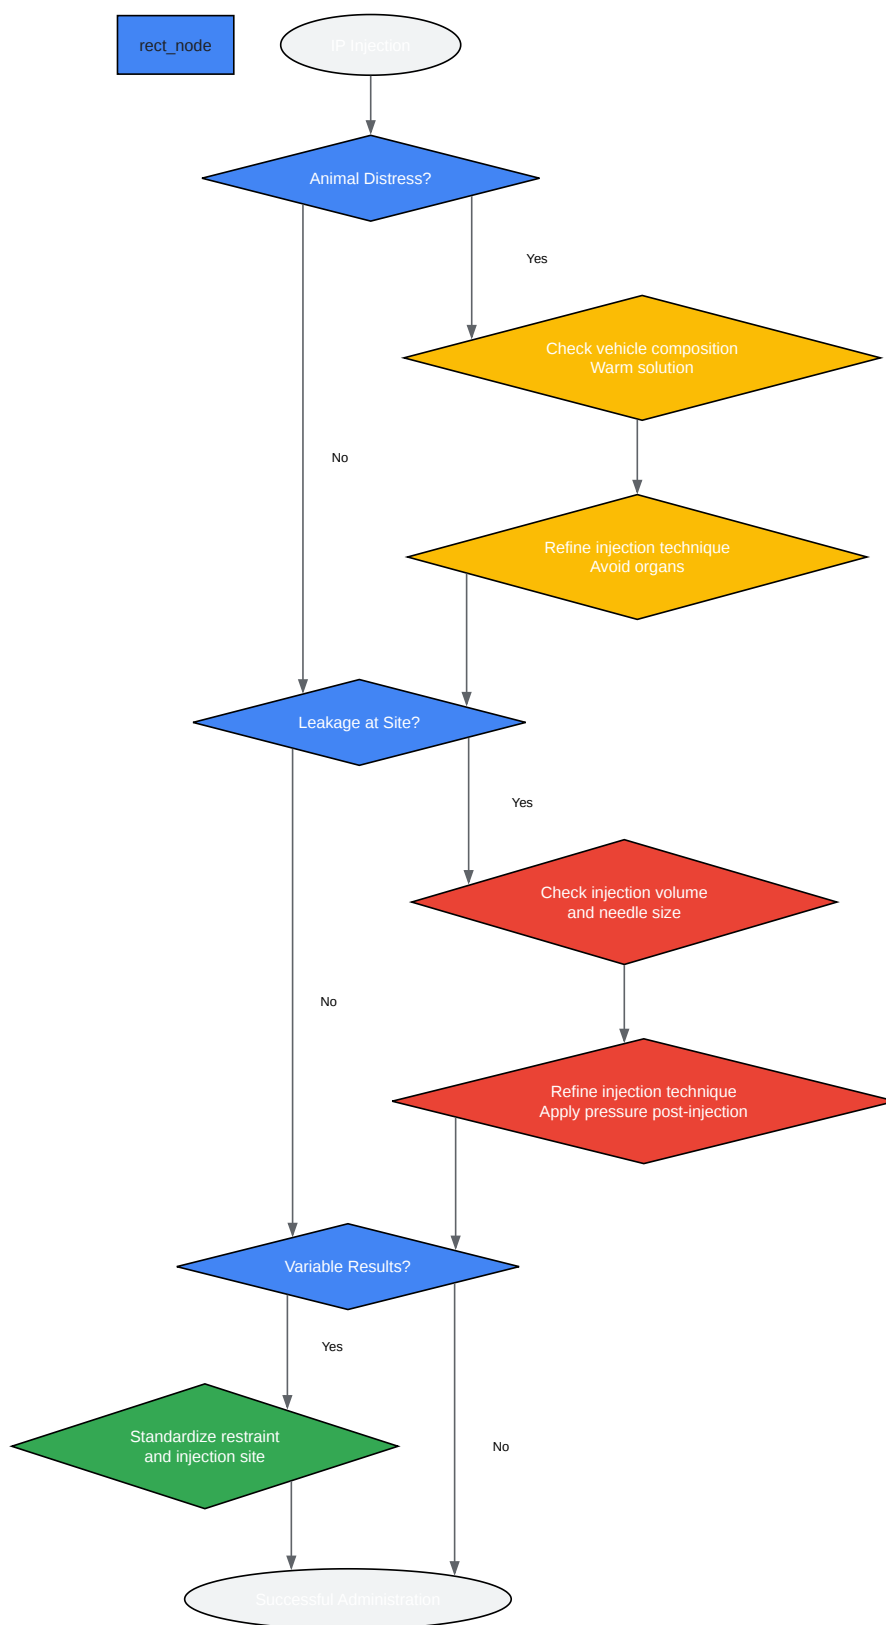 rect_node
IP Injection
Animal Distress?
Yes
Check vehicle composition
Warm solution
No
Refine injection technique
Avoid organs
Leakage at Site?
Yes
Check injection volume
and needle size
No
Refine injection technique
Apply pressure post-injection
Variable Results?
Yes
Standardize restraint
and injection site
No
Successful Administration